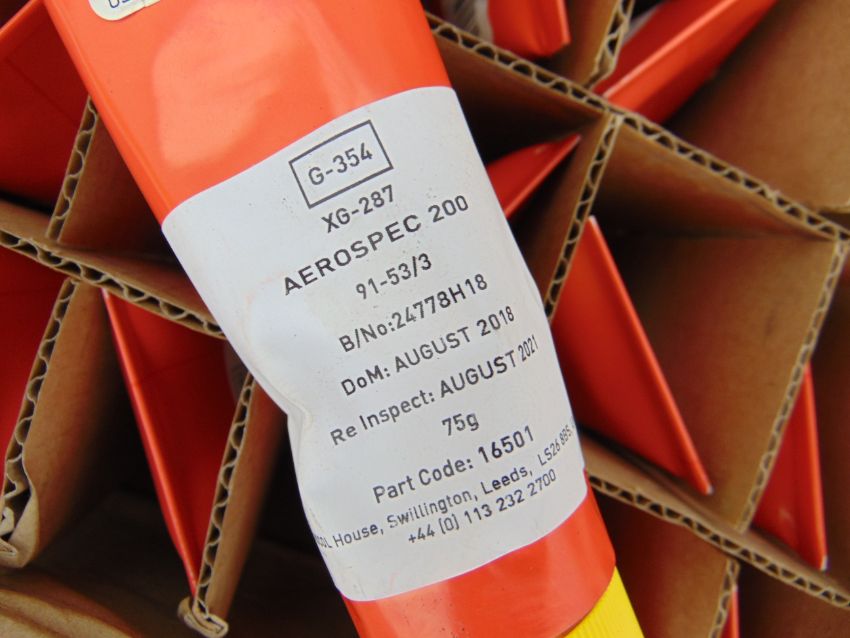 G-354
XG-287
AEROSPEC 200
91-53/3
B/No:24778H18
DoM: AUGUST 2018
Re Inspect: AUGUST 2021
75g
Part Code: 16501
House, Swillington, Leeds, LS26 8BS
+44 [0] 113 232 2700